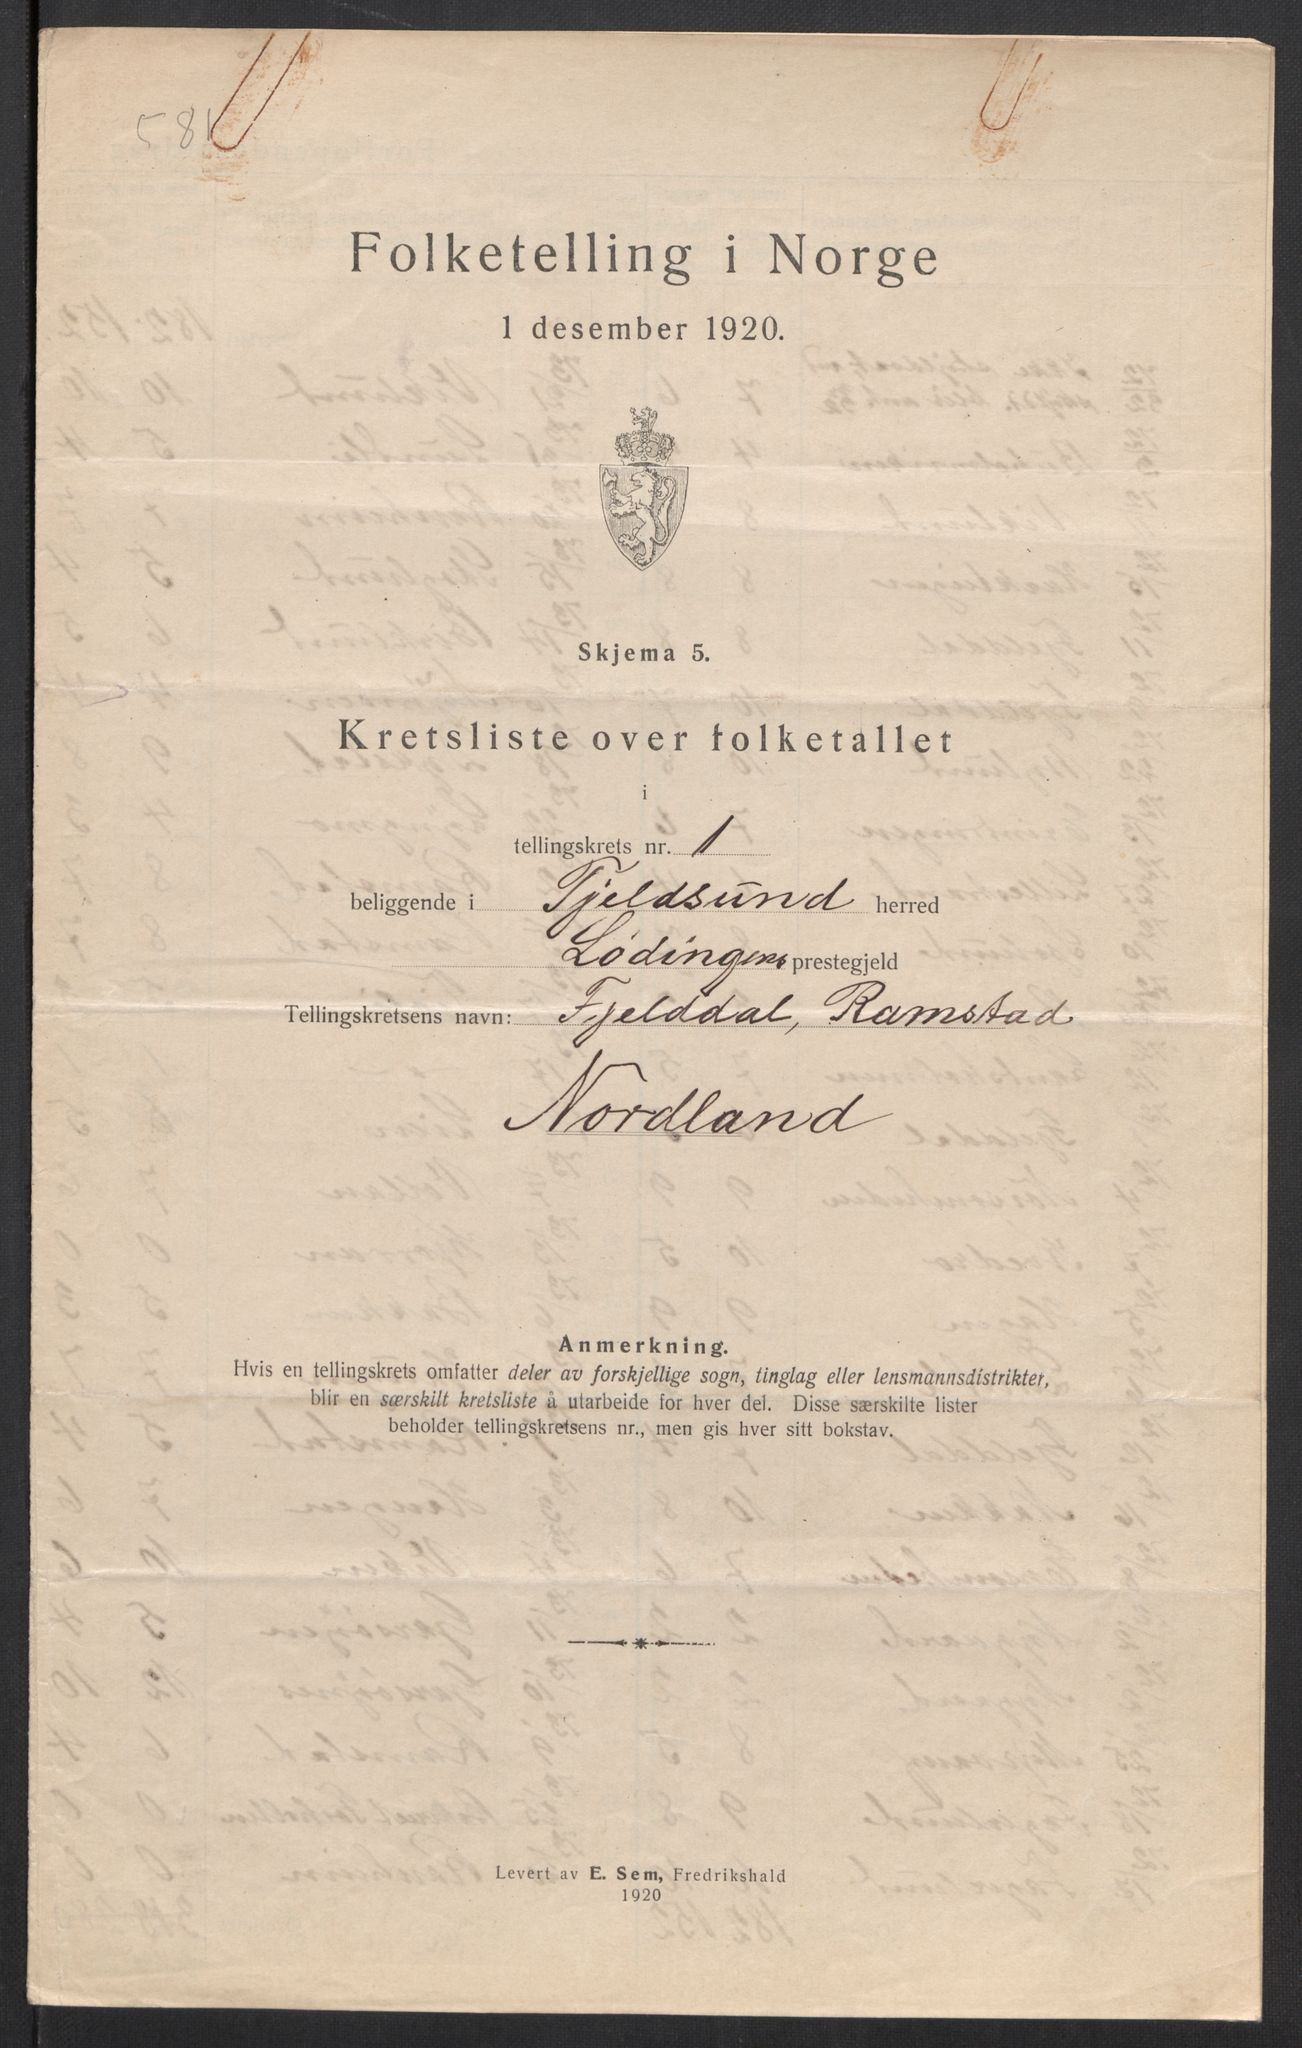 581
Folketelling i Norge
1 desember 1920.
Skjema 5.
Kretsliste over folketallet
i
tellingskrets nr. 1
beliggende i Tjeldsund herred
Lødingens prestegjeld
Tellingskretsens navn: Fjelddal, Ramstad
Nordland
Anmerkning.
Hvis en tellingskrets omfatter deler av forskjellige sogn, tinglag eller lensmannsdistrikter,
blir en særskilt kretsliste å utarbeide for hver del. Disse særskilte lister
beholder tellingskretsens nr., men gis hver sitt bokstav.
Levert av E. Sem, Fredrikshald
1920